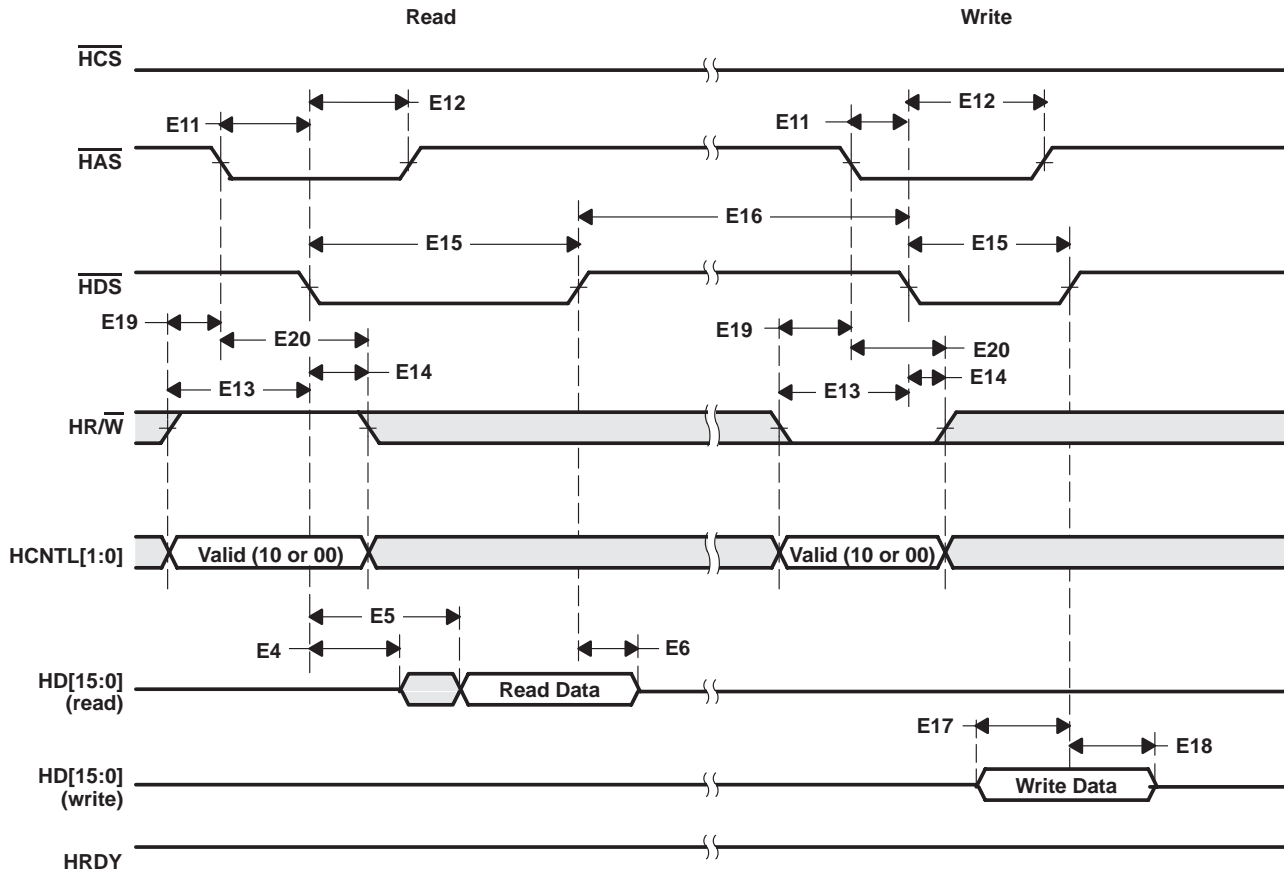 Read Write
HCS
E12 E12
E11 E11
HAS
E16
E15 E15
HDS
E19 E19
E20 E20
E14 E14
E13 E13
HR/W
HCNTL[1:0] Valid (10 or 00) Valid (10 or 00)
E5
E4 E6
HD[15:0]
(read)
Read Data
E17 E18
HD[15:0]
(write)
Write Data
HRDY